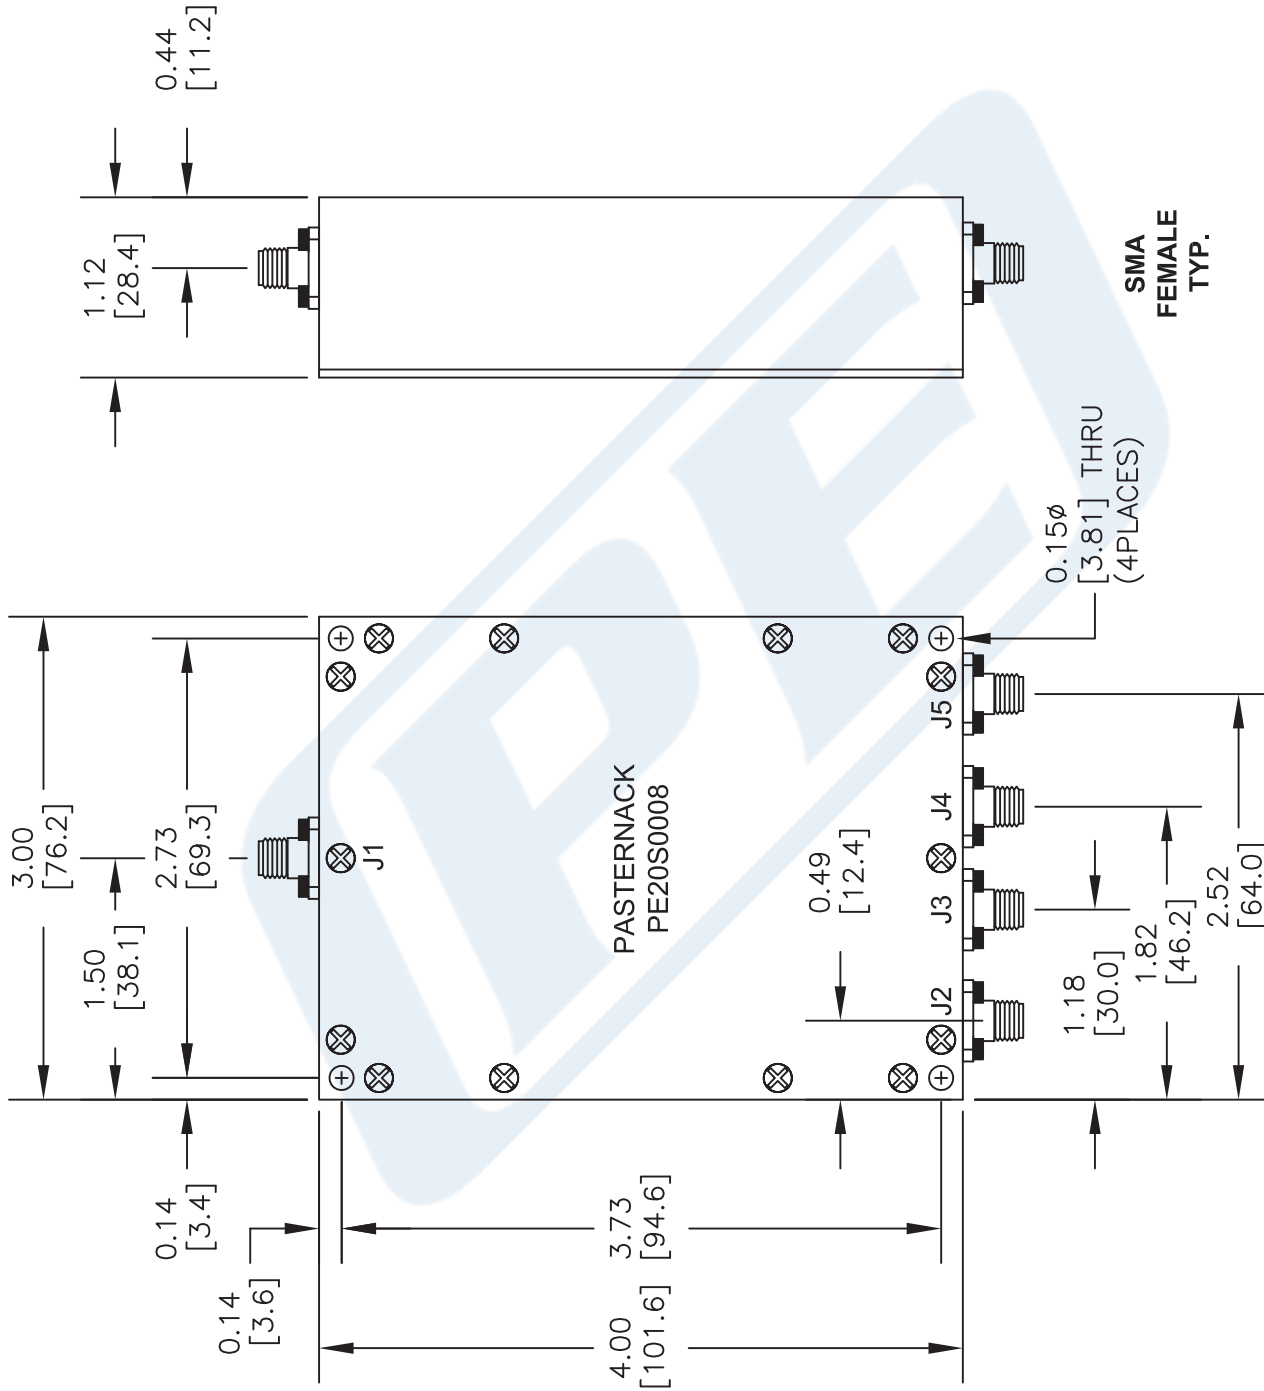 0.44
[11.2]
1.12
[28.4]
3.00
[76.2]
2.73
[69.3]
1.50
[38.1]
0.14
[3.4]
0.14
[3.6]
3.73
[94.6]
4.00
[101.6]
J1
PASTERNACK
PE20S0008
0.49
[12.4]
J2
J3
J4
J5
1.18
[30.0]
1.82
[46.2]
2.52
[64.0]
0.15ø
[3.81] THRU
(4PLACES)
SMA
FEMALE
TYP.
PE